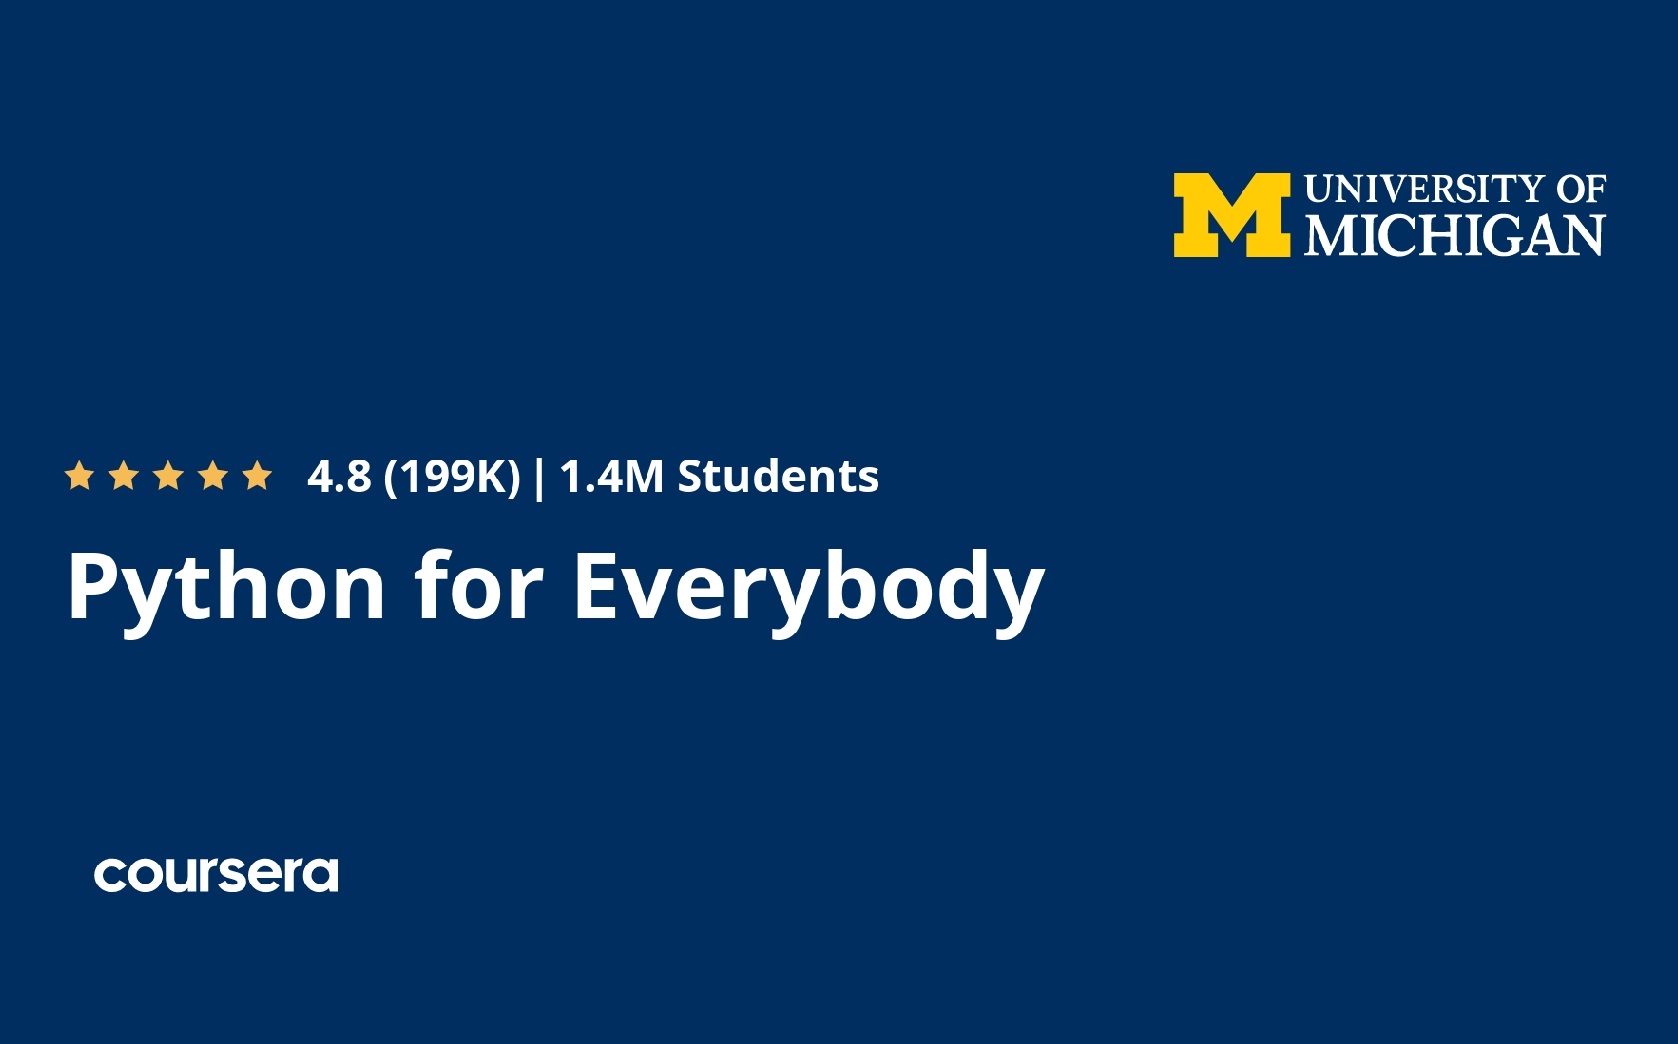 UNIVERSITY OF
MICHIGAN
4.8 (199K) | 1.4M Students
Python for Everybody
coursera